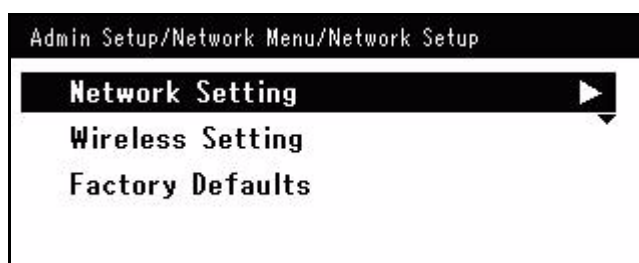 Admin Setup/Network Menu/Network Setup
Network Setting
Wireless Setting
Factory Defaults